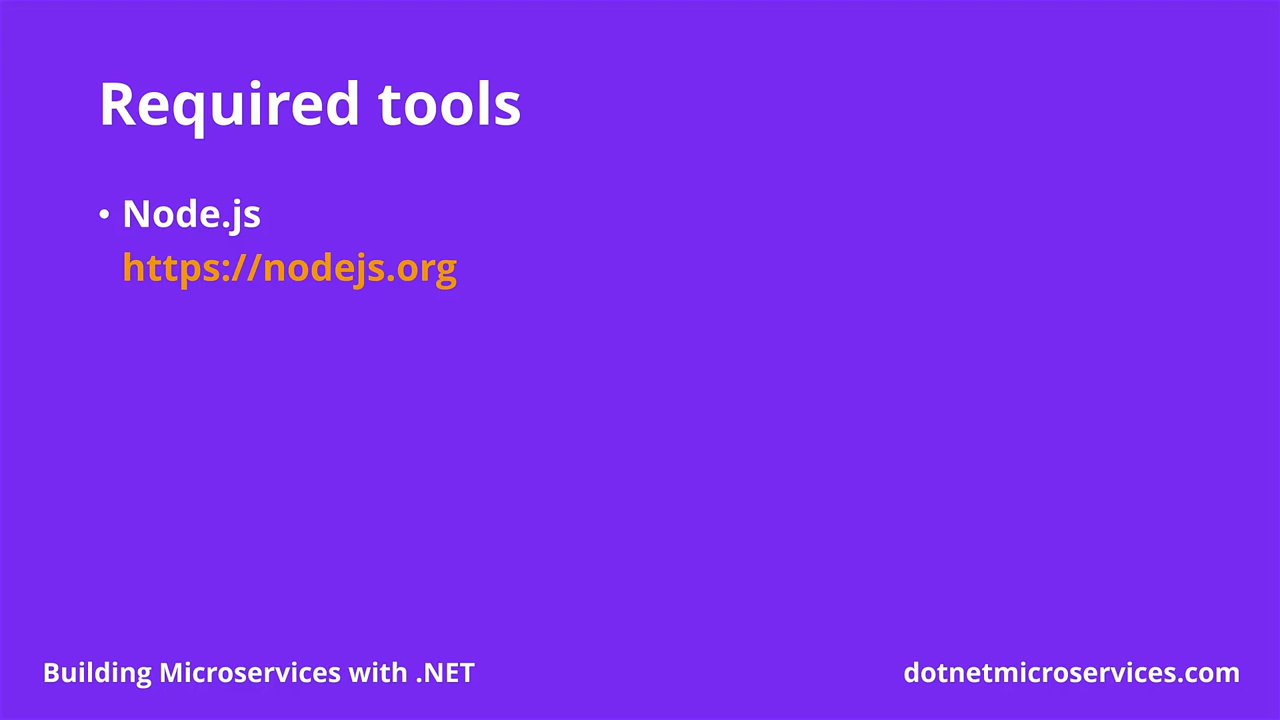 Required tools
• Node.js
https://nodejs.org
Building Microservices with .NET
dotnetmicroservices.com